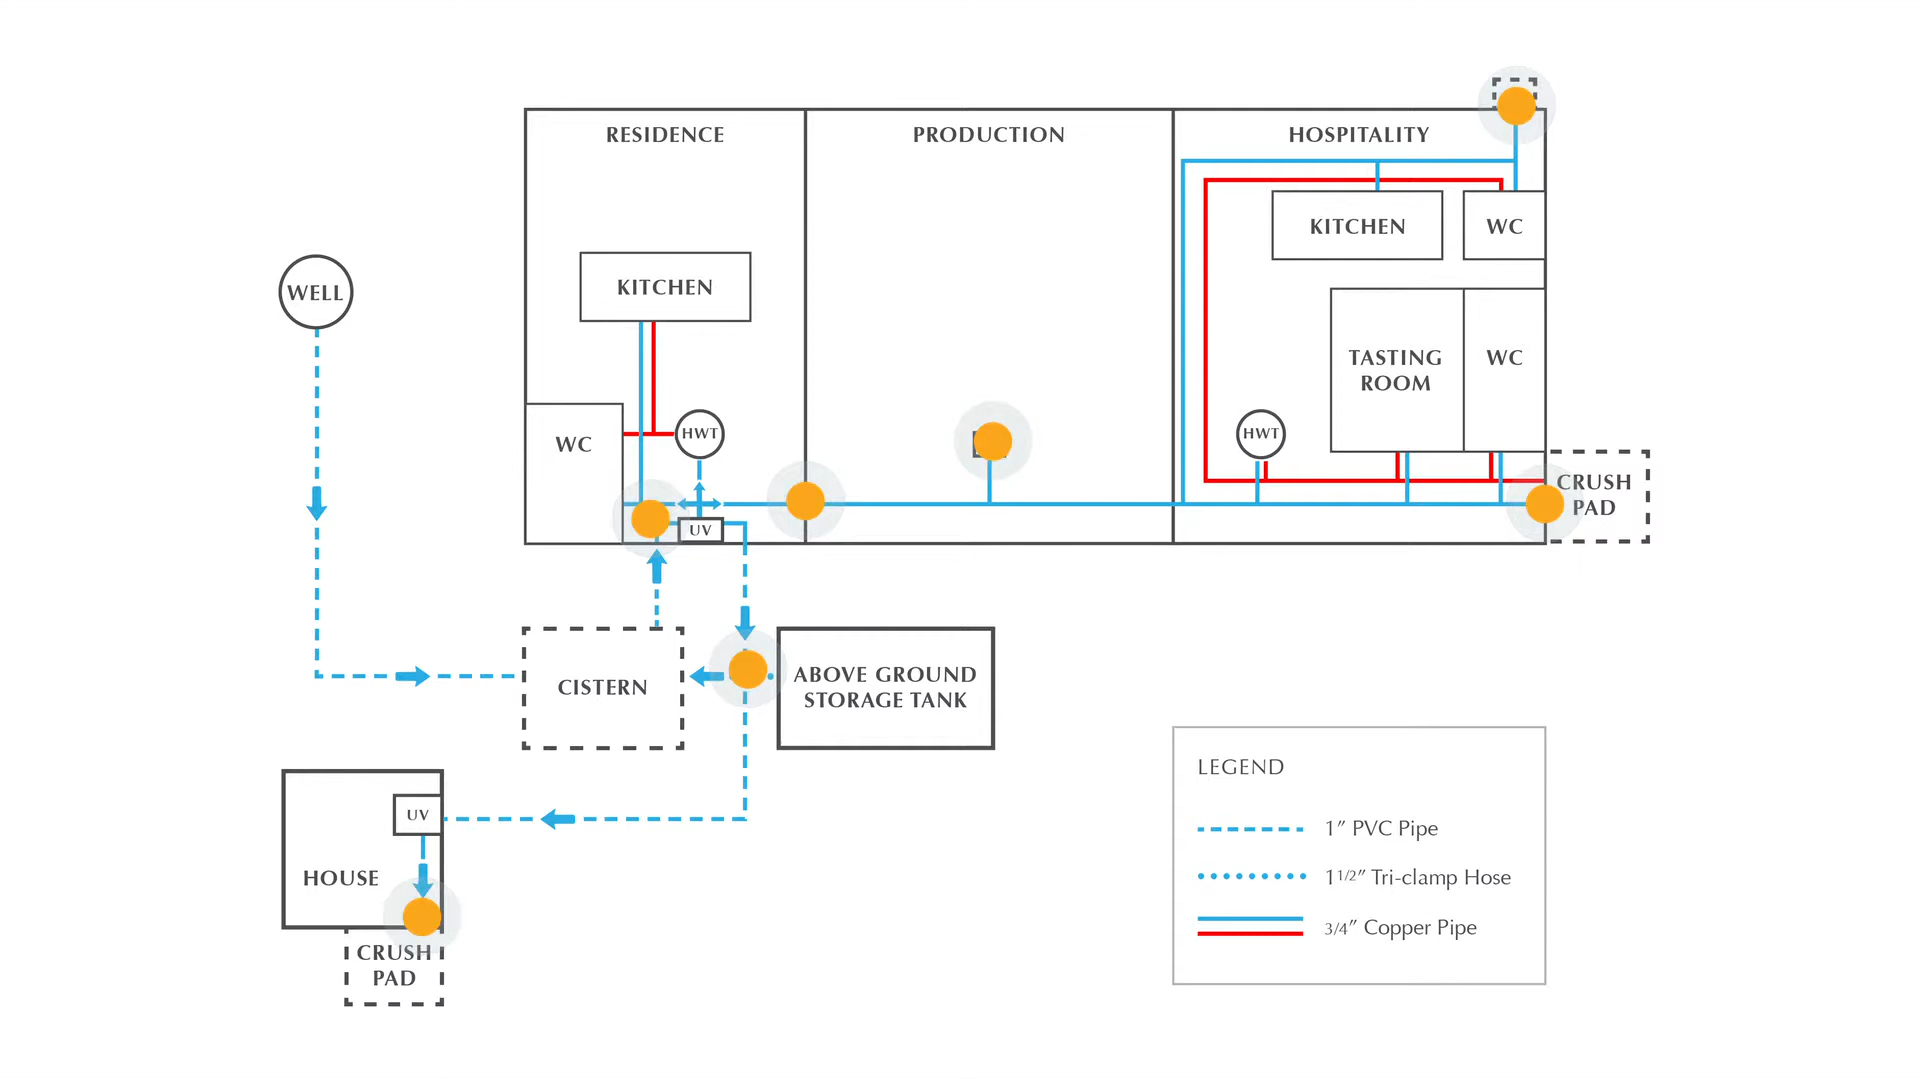 RESIDENCE
PRODUCTION
HOSPITALITY
KITCHEN
WC
KITCHEN
WELL
TASTING
ROOM
WC
WC
HWT
HWT
CRUSH
PAD
UV
CISTERN
ABOVE GROUND
STORAGE TANK
UV
HOUSE
CRUSH
PAD
LEGEND
1" PVC Pipe
1 1/2" Tri-clamp Hose
3/4" Copper Pipe